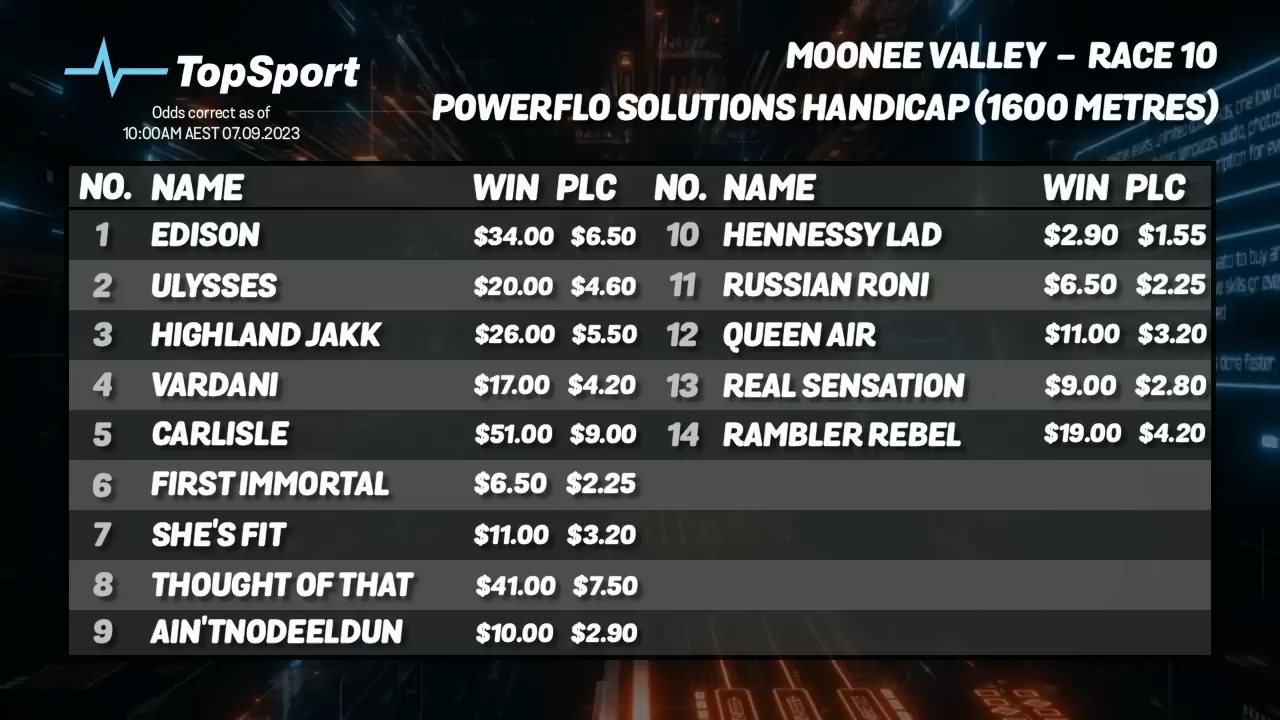 TopSport
Odds correct as of
10:00AM AEST 07.09.2023
MOONEE VALLEY – RACE 10
POWERFLO SOLUTIONS HANDICAP (1600 METRES)
NO. NAME WIN PLC NO. NAME WIN PLC
1 EDISON $34.00 $6.50 10 HENNESSY LAD $2.90 $1.55
2 ULYSSES $20.00 $4.60 11 RUSSIAN RONI $6.50 $2.25
3 HIGHLAND JAKK $26.00 $5.50 12 QUEEN AIR $11.00 $3.20
4 VARDANI $17.00 $4.20 13 REAL SENSATION $9.00 $2.80
5 CARLISLE $51.00 $9.00 14 RAMBLER REBEL $19.00 $4.20
6 FIRST IMMORTAL $6.50 $2.25
7 SHE'S FIT $11.00 $3.20
8 THOUGHT OF THAT $41.00 $7.50
9 AIN'TNODEELDUN $10.00 $2.90